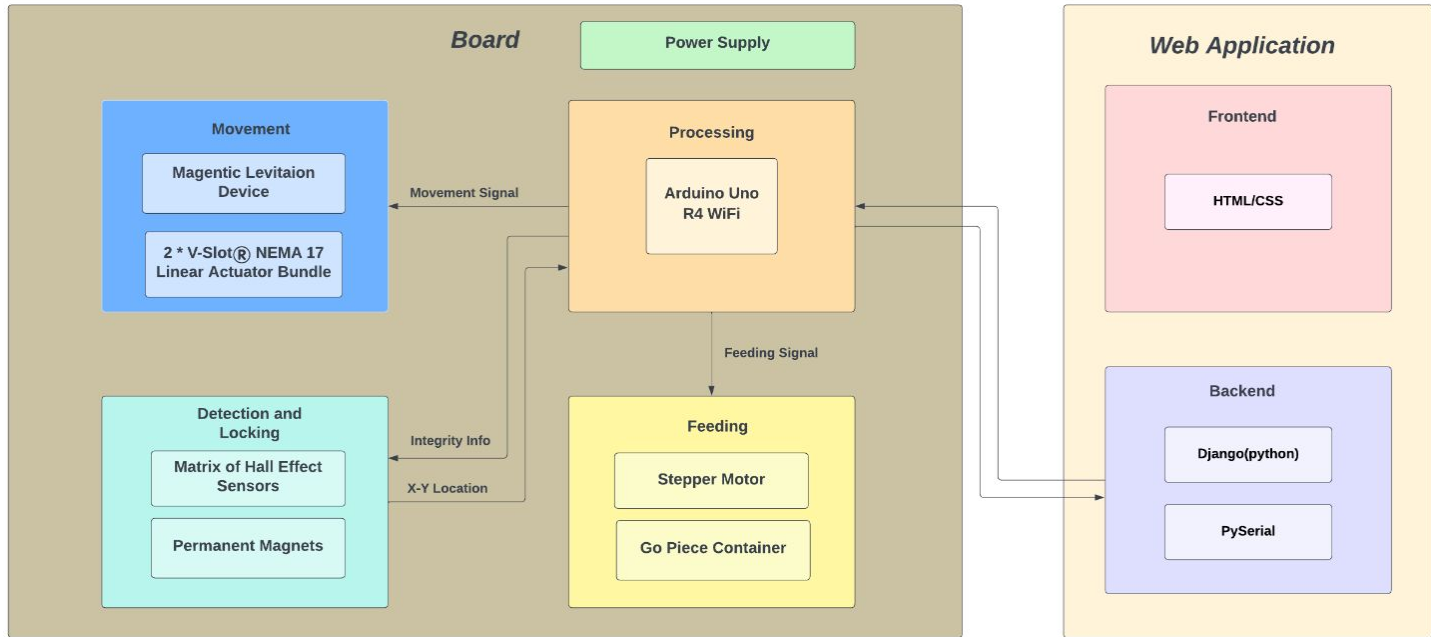 Board
Power Supply
Web Application
Movement
Magentic Levitaion
Device
2 * V-Slot® NEMA 17
Linear Actuator Bundle
Movement Signal
Processing
Arduino Uno
R4 WiFi
Frontend
HTML/CSS
Feeding Signal
Detection and
Locking
Matrix of Hall Effect
Sensors
Permanent Magnets
Integrity Info
X-Y Location
Feeding
Stepper Motor
Go Piece Container
Backend
Django(python)
PySerial